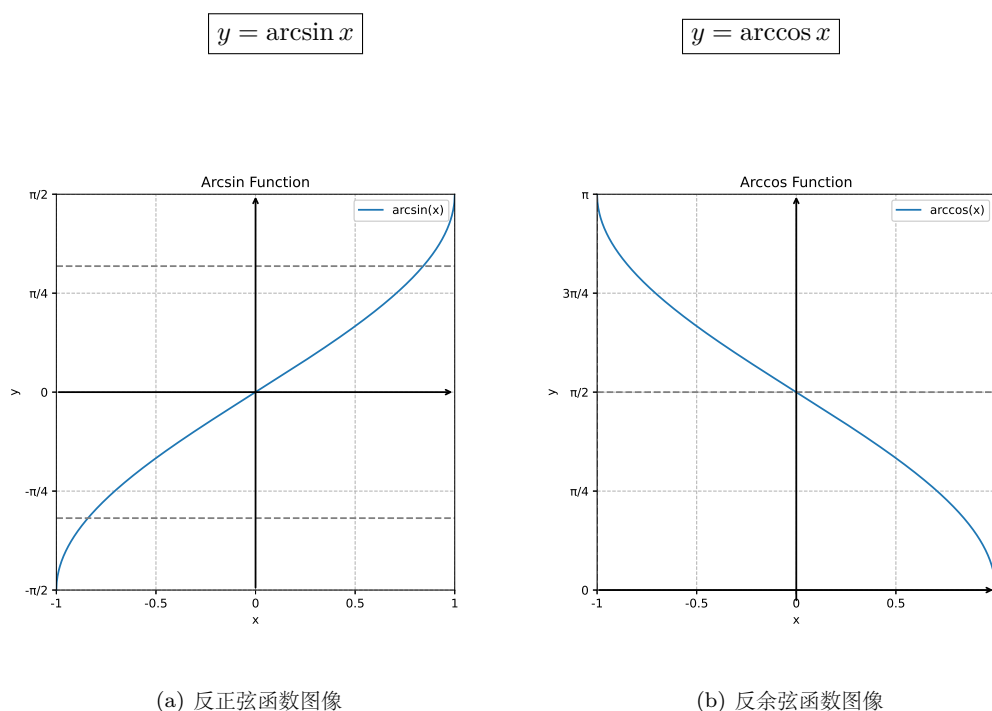 y = arcsin x
y = arccos x
Arcsin Function
arcsin(x)
π/2
π/4
0
-π/4
-π/2
y
-1
-0.5
0
0.5
1
x
(a) 反正弦函数图像
Arccos Function
arccos(x)
π
3π/4
π/2
π/4
0
y
-1
-0.5
0
0.5
x
(b) 反余弦函数图像